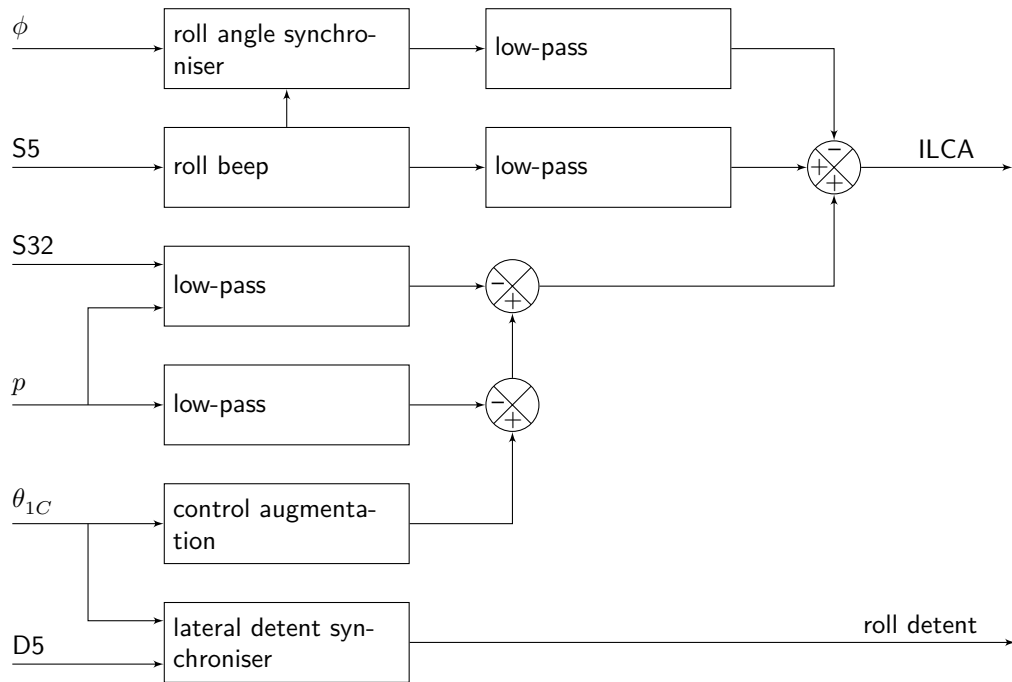 ϕ
roll angle synchro-
niser
low-pass
S5
roll beep
low-pass
−
+
+
ILCA
S32
low-pass
−
+
p
low-pass
−
+
θ1C
control augmenta-
tion
D5
lateral detent syn-
chroniser
roll detent